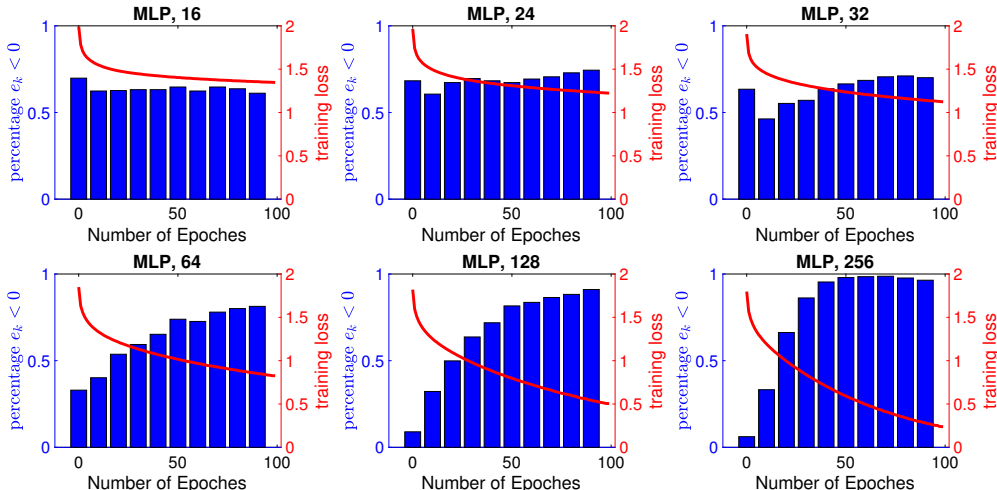 MLP, 16
1
0.5
0
percentage e_k < 0
2
1.5
1
0.5
0
training loss
0
50
100
Number of Epoches
MLP, 24
1
0.5
0
percentage e_k < 0
2
1.5
1
0.5
0
training loss
0
50
100
Number of Epoches
MLP, 32
1
0.5
0
percentage e_k < 0
2
1.5
1
0.5
0
training loss
0
50
100
Number of Epoches
MLP, 64
1
0.5
0
percentage e_k < 0
2
1.5
1
0.5
0
training loss
0
50
100
Number of Epoches
MLP, 128
1
0.5
0
percentage e_k < 0
2
1.5
1
0.5
0
training loss
0
50
100
Number of Epoches
MLP, 256
1
0.5
0
percentage e_k < 0
2
1.5
1
0.5
0
training loss
0
50
100
Number of Epoches